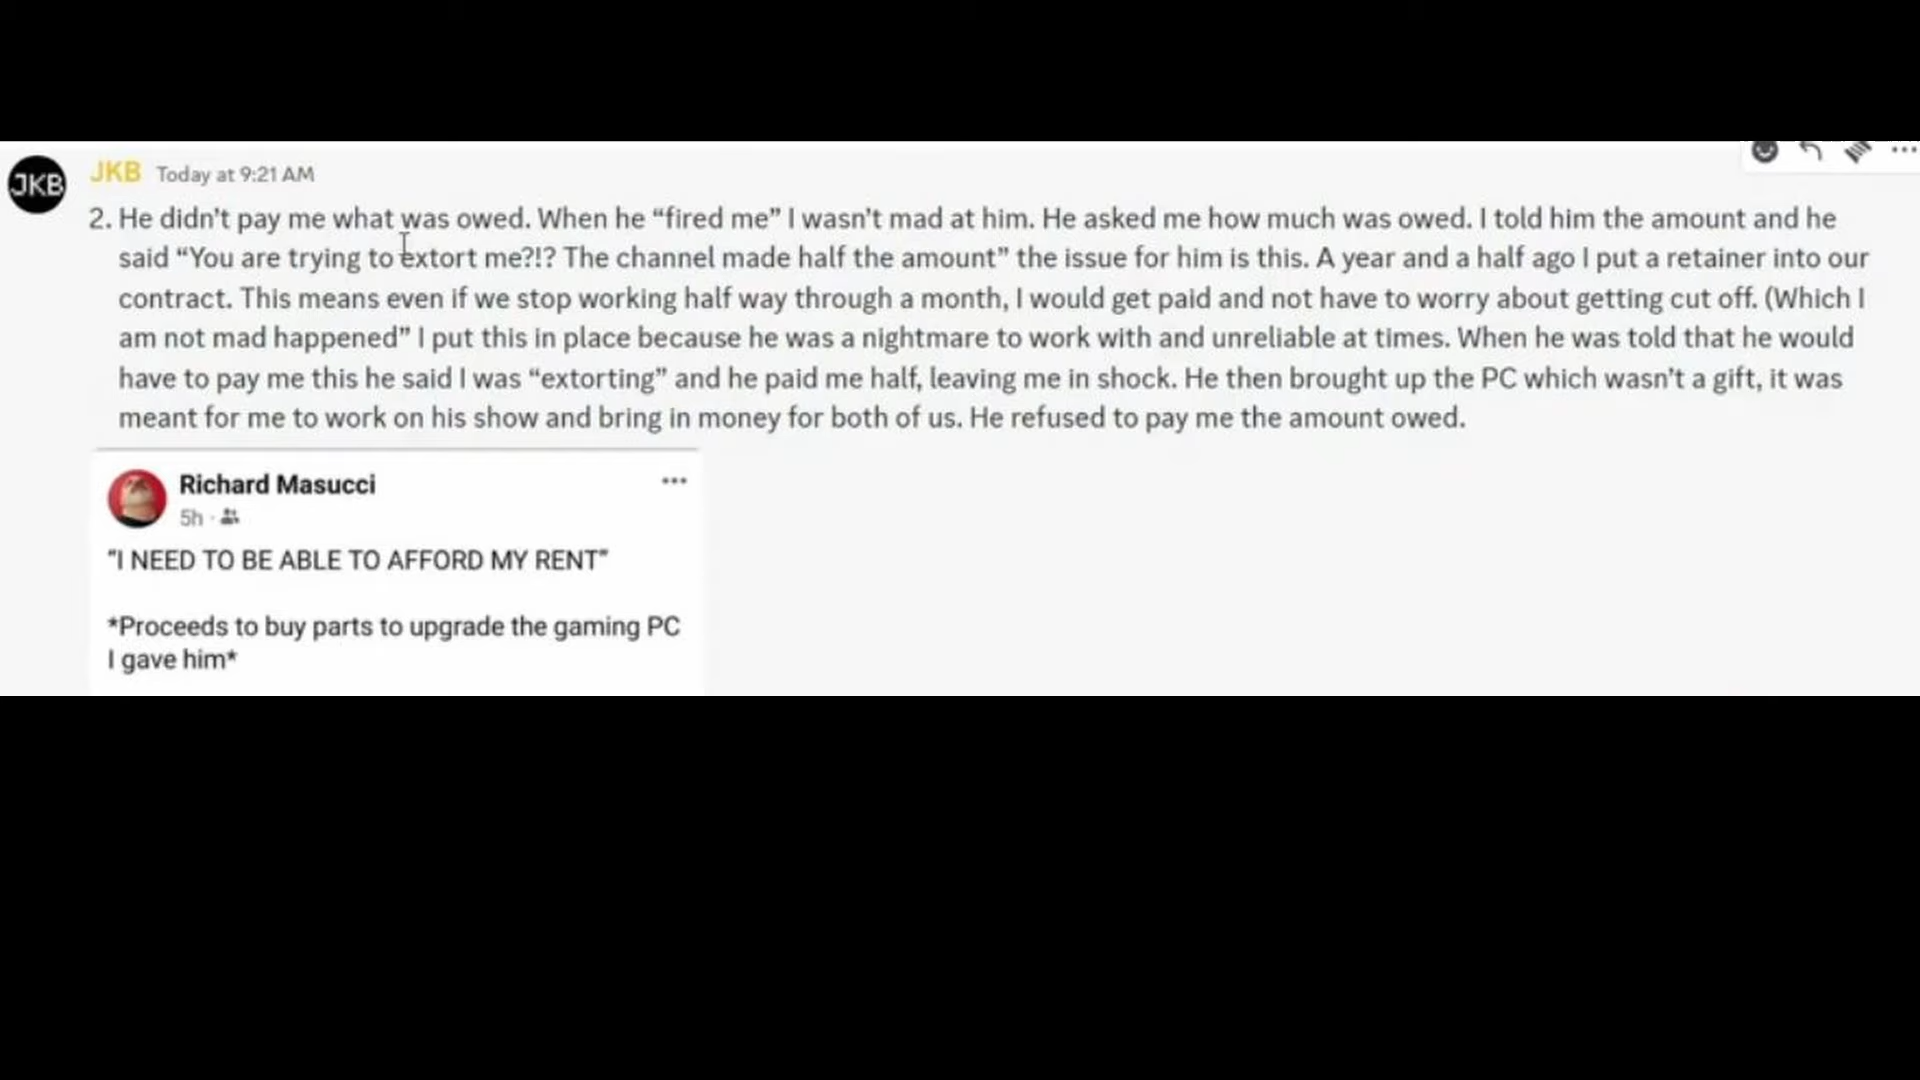 JKB
JKB Today at 9:21 AM
2. He didn't pay me what was owed. When he “fired me” I wasn't mad at him. He asked me how much was owed. I told him the amount and he
said “You are trying to extort me?!? The channel made half the amount” the issue for him is this. A year and a half ago I put a retainer into our
contract. This means even if we stop working half way through a month, I would get paid and not have to worry about getting cut off. (Which I
am not mad happened” I put this in place because he was a nightmare to work with and unreliable at times. When he was told that he would
have to pay me this he said I was “extorting” and he paid me half, leaving me in shock. He then brought up the PC which wasn't a gift, it was
meant for me to work on his show and bring in money for both of us. He refused to pay me the amount owed.
Richard Masucci
5h ·
“I NEED TO BE ABLE TO AFFORD MY RENT”
*Proceeds to buy parts to upgrade the gaming PC
I gave him*